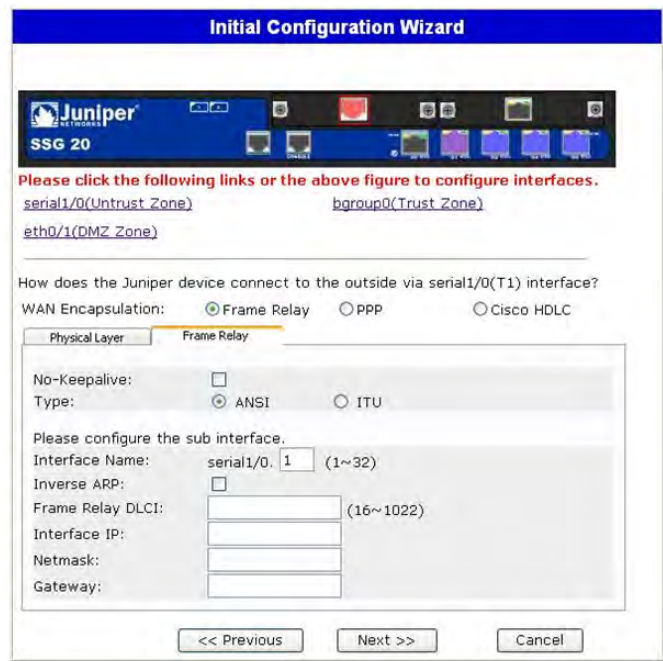 Initial Configuration Wizard
Juniper
NETWORKS
SSG 20
Please click the following links or the above figure to configure interfaces.
serial1/0(Untrust Zone) bgroup0(Trust Zone)
eth0/1(DMZ Zone)
How does the Juniper device connect to the outside via serial1/0(T1) interface?
WAN Encapsulation: Frame Relay PPP Cisco HDLC
Physical Layer Frame Relay
No-Keepalive:
Type: ANSI ITU
Please configure the sub interface.
Interface Name: serial1/0. 1 (1~32)
Inverse ARP:
Frame Relay DLCI: (16~1022)
Interface IP:
Netmask:
Gateway:
<< Previous Next >> Cancel